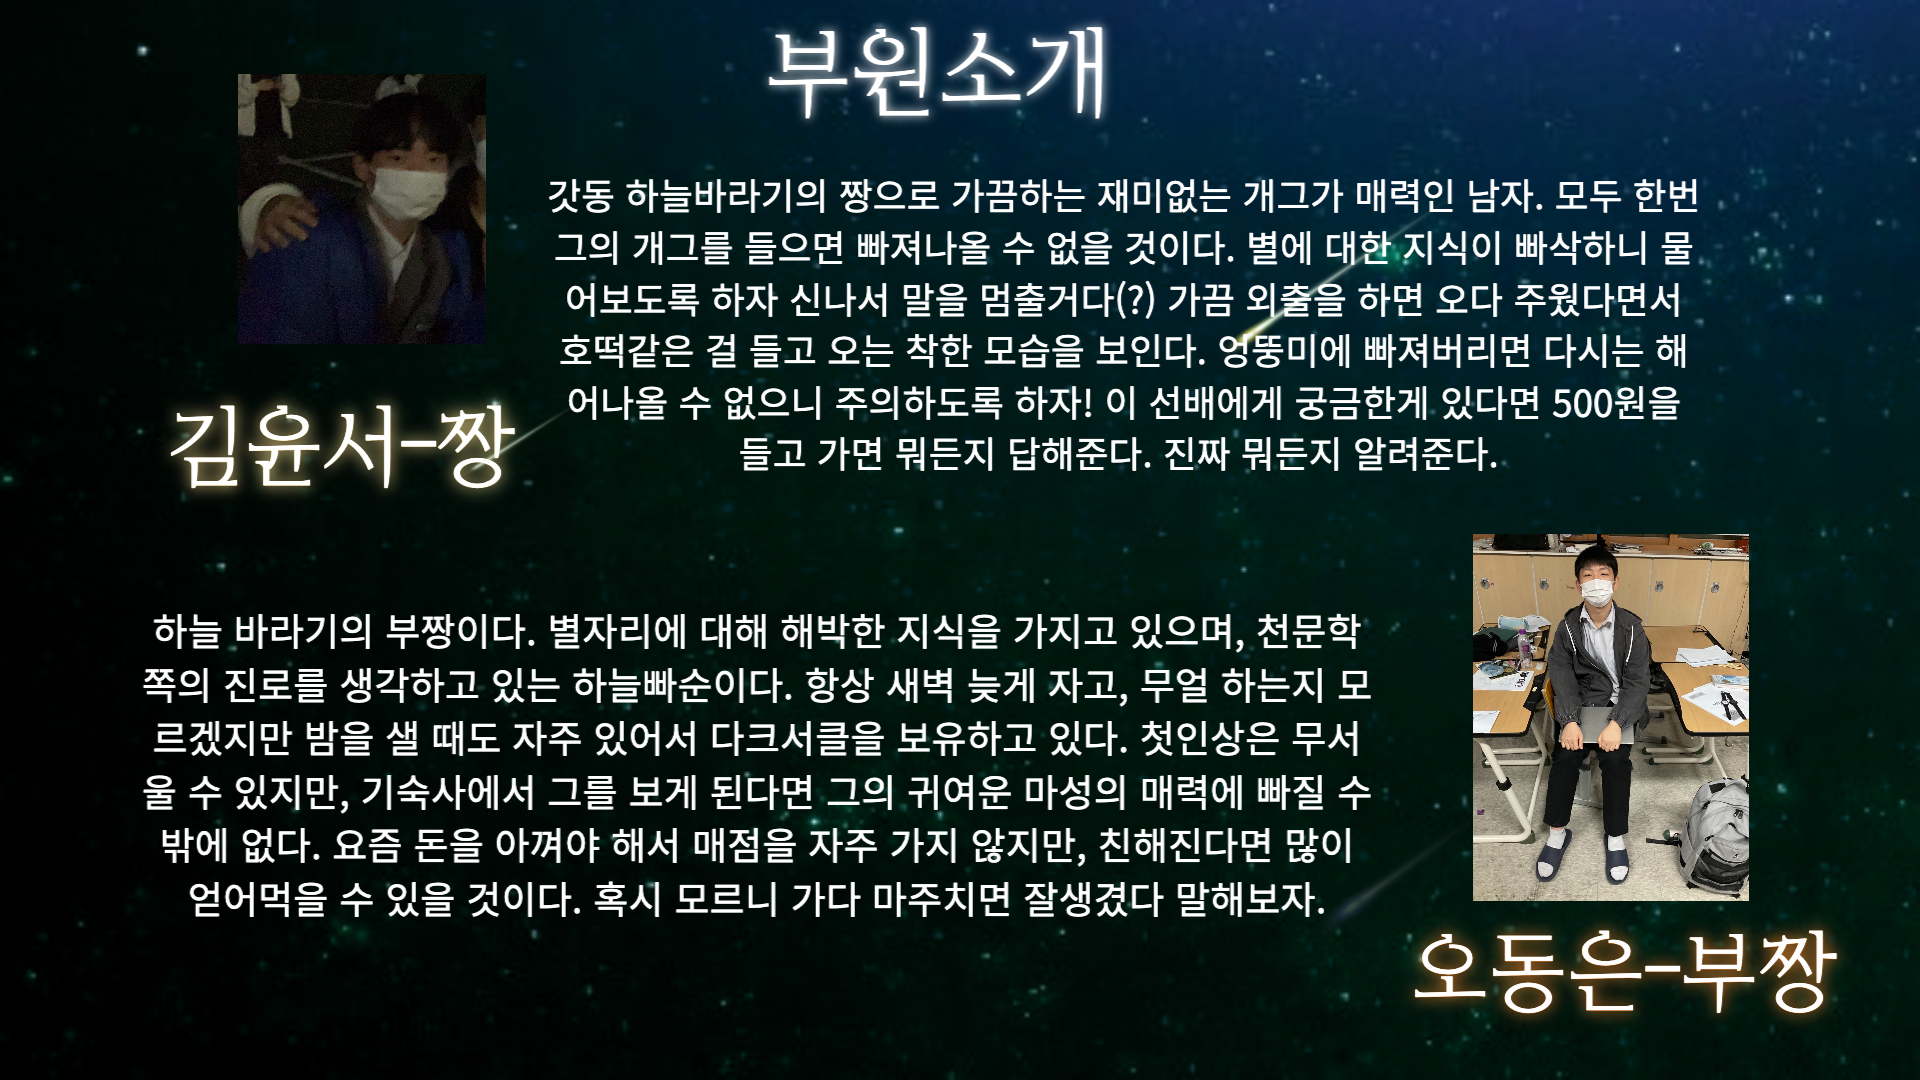 부원소개
갓동 하늘바라기의 짱으로 가끔하는 재미없는 개그가 매력인 남자. 모두 한번
그의 개그를 들으면 빠져나올 수 없을 것이다. 별에 대한 지식이 빠삭하니 물
어보도록 하자 신나서 말을 멈출거다(?) 가끔 외출을 하면 오다 주웠다면서
호떡같은 걸 들고 오는 착한 모습을 보인다. 엉뚱미에 빠져버리면 다시는 해
어나올 수 없으니 주의하도록 하자! 이 선배에게 궁금한게 있다면 500원을
들고 가면 뭐든지 답해준다. 진짜 뭐든지 알려준다.
김윤서-짱
하늘 바라기의 부짱이다. 별자리에 대해 해박한 지식을 가지고 있으며, 천문학
쪽의 진로를 생각하고 있는 하늘빠순이다. 항상 새벽 늦게 자고, 무얼 하는지 모
르겠지만 밤을 샐 때도 자주 있어서 다크서클을 보유하고 있다. 첫인상은 무서
울 수 있지만, 기숙사에서 그를 보게 된다면 그의 귀여운 마성의 매력에 빠질 수
밖에 없다. 요즘 돈을 아껴야 해서 매점을 자주 가지 않지만, 친해진다면 많이
얻어먹을 수 있을 것이다. 혹시 모르니 가다 마주치면 잘생겼다 말해보자.
오동은-부짱